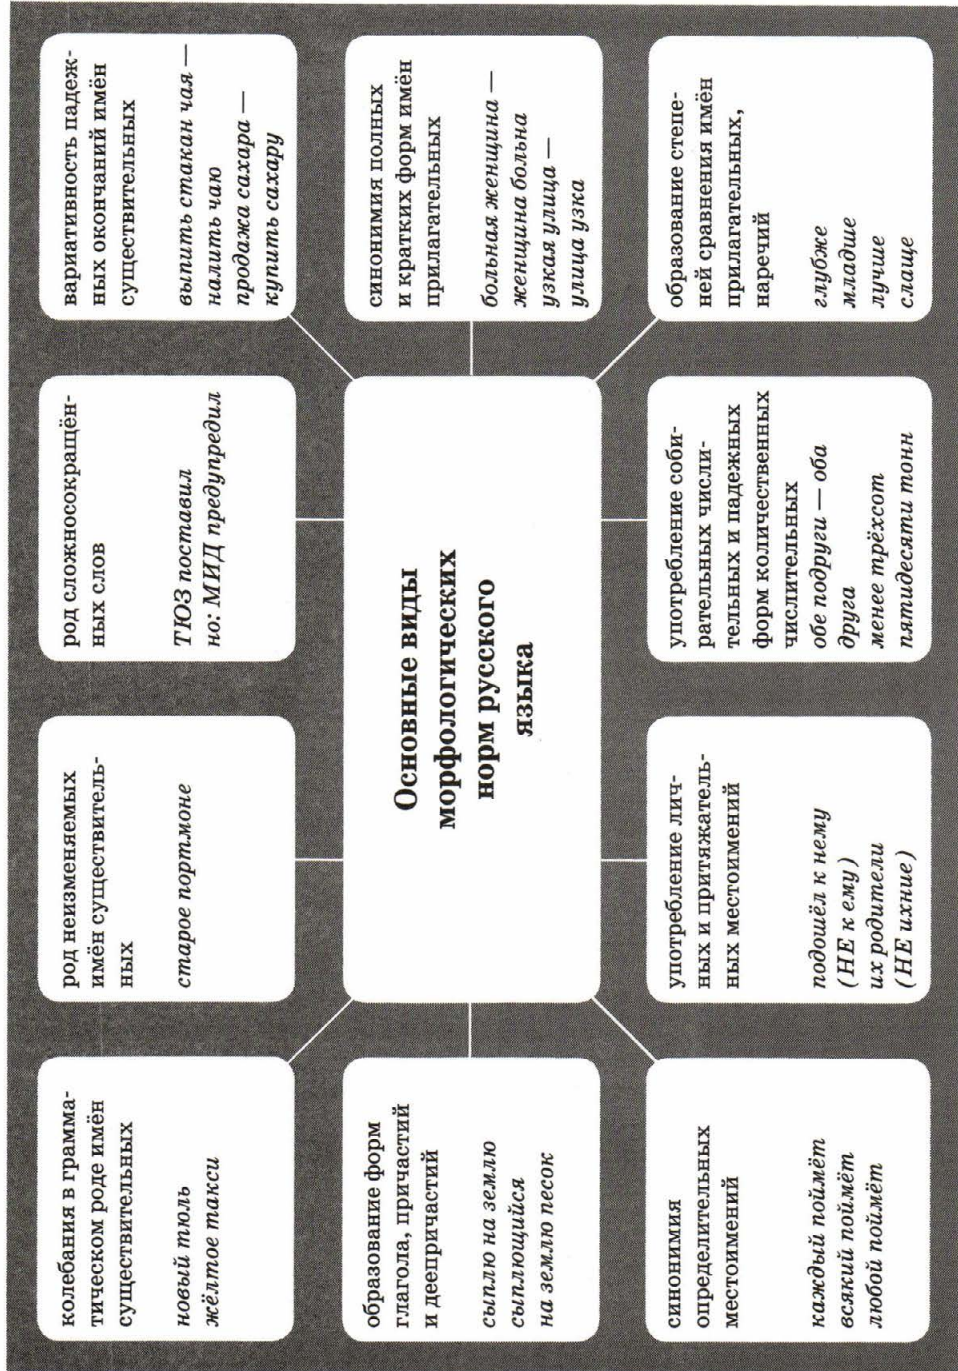 колебания в грамма-
тическом роде имён
существительных
новый тюль
жёлтое такси
род неизменяемых
имён существитель-
ных
старое портмоне
род сложносокращён-
ных слов
ТЮЗ поставил
но: МИД предупредил
вариативность падеж-
ных окончаний имён
существительных
выпить стакан чая —
налить чаю
продажа сахара —
купить сахару
образование форм
глагола, причастий
и деепричастий
сыплю на землю
сыплющийся
на землю песок
Основные виды
морфологических
норм русского
языка
синонимия полных
и кратких форм имён
прилагательных
больная женщина —
женщина больна
узкая улица —
улица узка
синонимия
определительных
местоимений
каждый поймёт
всякий поймёт
любой поймёт
употребление лич-
ных и притяжатель-
ных местоимений
подошёл к нему
(НЕ к ему)
их родители
(НЕ ихние)
употребление соби-
рательных числи-
тельных и падежных
форм количественных
числительных
обе подруги — оба
друга
менее трёхсот
пятидесяти тонн
образование степе-
ней сравнения имён
прилагательных,
наречий
глубже
младше
лучше
слаще